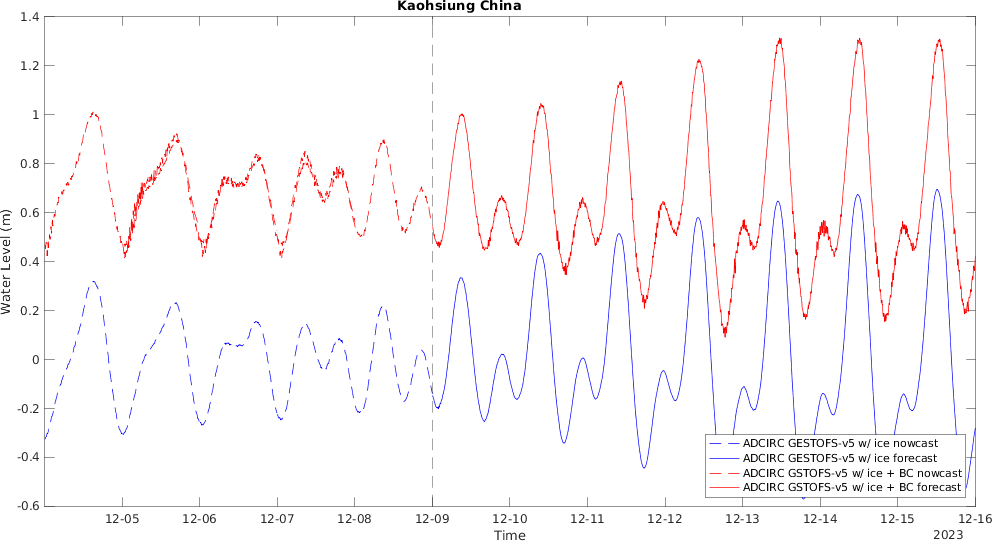 Kaohsiung China
1.4
1.2
1
0.8
0.6
0.4
0.2
0
-0.2
-0.4
-0.6
Water Level (m)
ADCIRC GESTOFS-v5 w/ ice nowcast
ADCIRC GESTOFS-v5 w/ ice forecast
ADCIRC GSTOFS-v5 w/ ice + BC nowcast
ADCIRC GSTOFS-v5 w/ ice + BC forecast
12-05 12-06 12-07 12-08 12-09 12-10 12-11 12-12 12-13 12-14 12-15 12-16
Time
2023